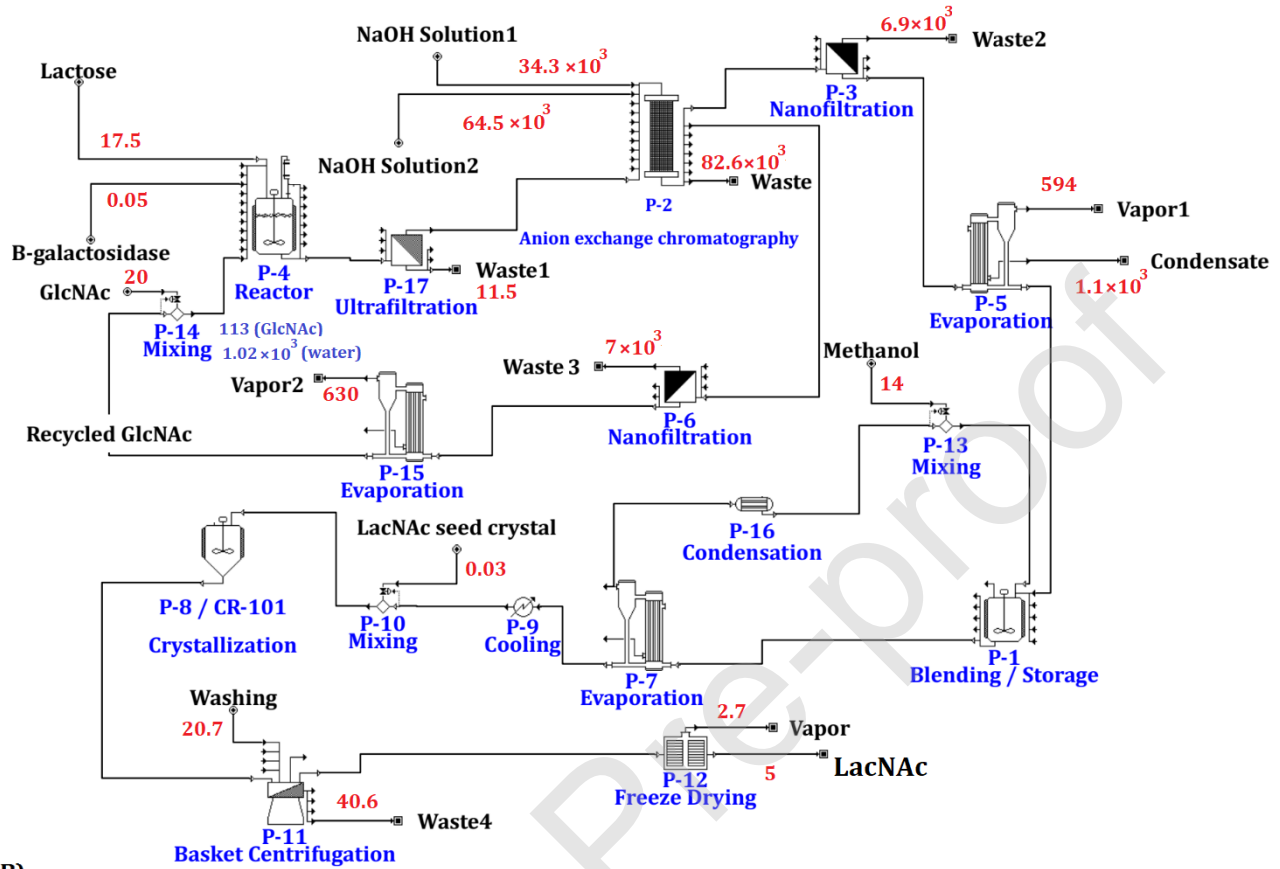 NaOH Solution1
34.3 ×10³
6.9×10³
Waste2
P-3
Nanofiltration
Lactose
17.5
64.5 ×10³
NaOH Solution2
82.6×10³
Waste
P-2
Anion exchange chromatography
594
Vapor1
0.05
B-galactosidase
P-4
Reactor
P-17
Ultrafiltration
Waste1
11.5
Condensate
1.1×10³
P-5
Evaporation
20
GlcNAc
P-14
Mixing
113 (GlcNAc)
1.02 ×10³ (water)
Vapor2
630
Waste 3
7×10³
P-6
Nanofiltration
Methanol
14
P-13
Mixing
Recycled GlcNAc
P-15
Evaporation
P-16
Condensation
LacNAc seed crystal
0.03
P-8 / CR-101
Crystallization
P-10
Mixing
P-9
Cooling
P-7
Evaporation
P-1
Blending / Storage
Washing
20.7
2.7
Vapor
LacNAc
5
P-12
Freeze Drying
40.6
Waste4
P-11
Basket Centrifugation
Pre-proof